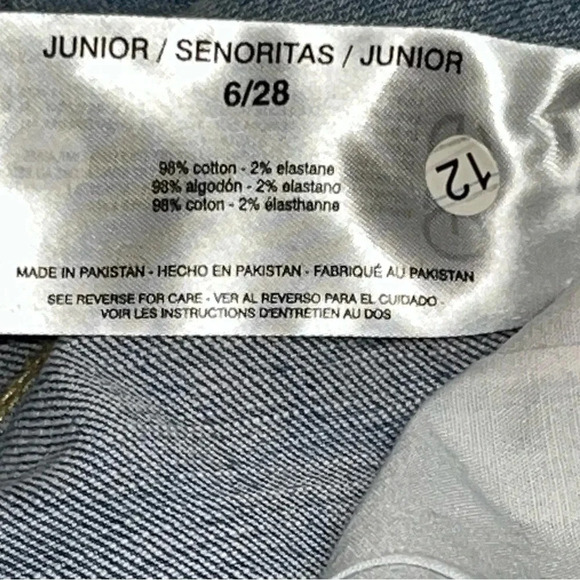 JUNIOR / SENORITAS / JUNIOR
6/28
12
98% cotton - 2% elastane
98% algodón - 2% elastano
98% coton - 2% élasthanne
MADE IN PAKISTAN - HECHO EN PAKISTAN - FABRIQUÉ AU PAKISTAN
SEE REVERSE FOR CARE - VER AL REVERSO PARA EL CUIDADO -
VOIR LES INSTRUCTIONS D'ENTRETIEN AU DOS